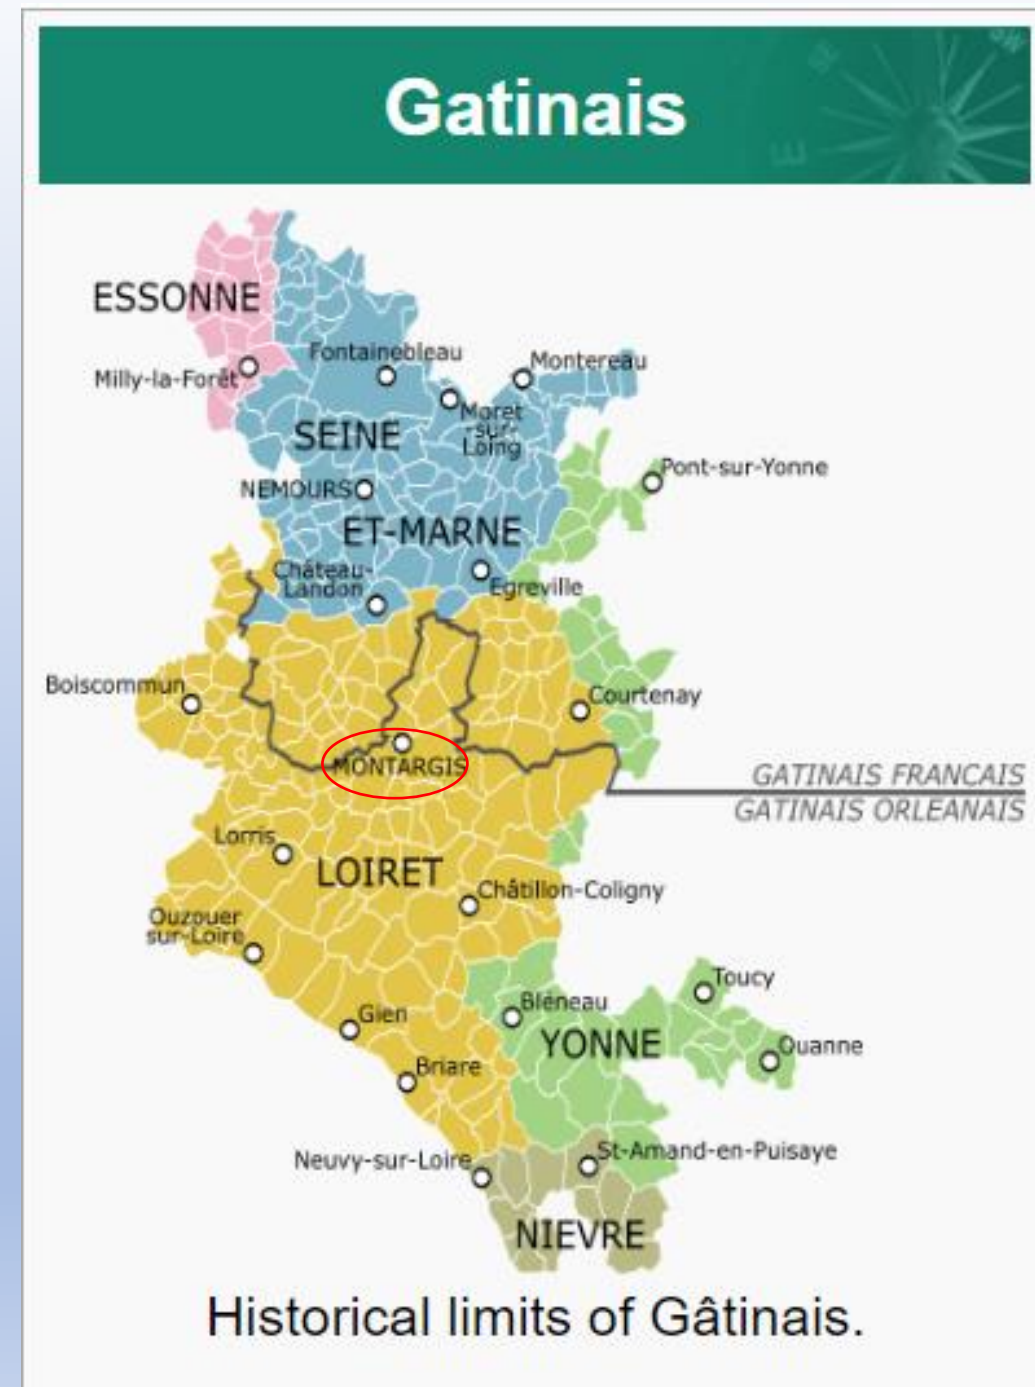 Gatinais
E
SE
SW
ESSONNE
Milly-la-Forêt
Fontainebleau
Montereau
Moret
-sur-
Loing
SEINE
Pont-sur-Yonne
NEMOURS
ET-MARNE
Château-
Landon
Egreville
Boiscommun
Courtenay
MONTARGIS
GATINAIS FRANCAIS
GATINAIS ORLEANAIS
Lorris
LOIRET
Châtillon-Coligny
Ouzouer
sur-Loire
Toucy
Gien
Bléneau
YONNE
Ouanne
Briare
Neuvy-sur-Loire
St-Amand-en-Puisaye
NIEVRE
Historical limits of Gâtinais.